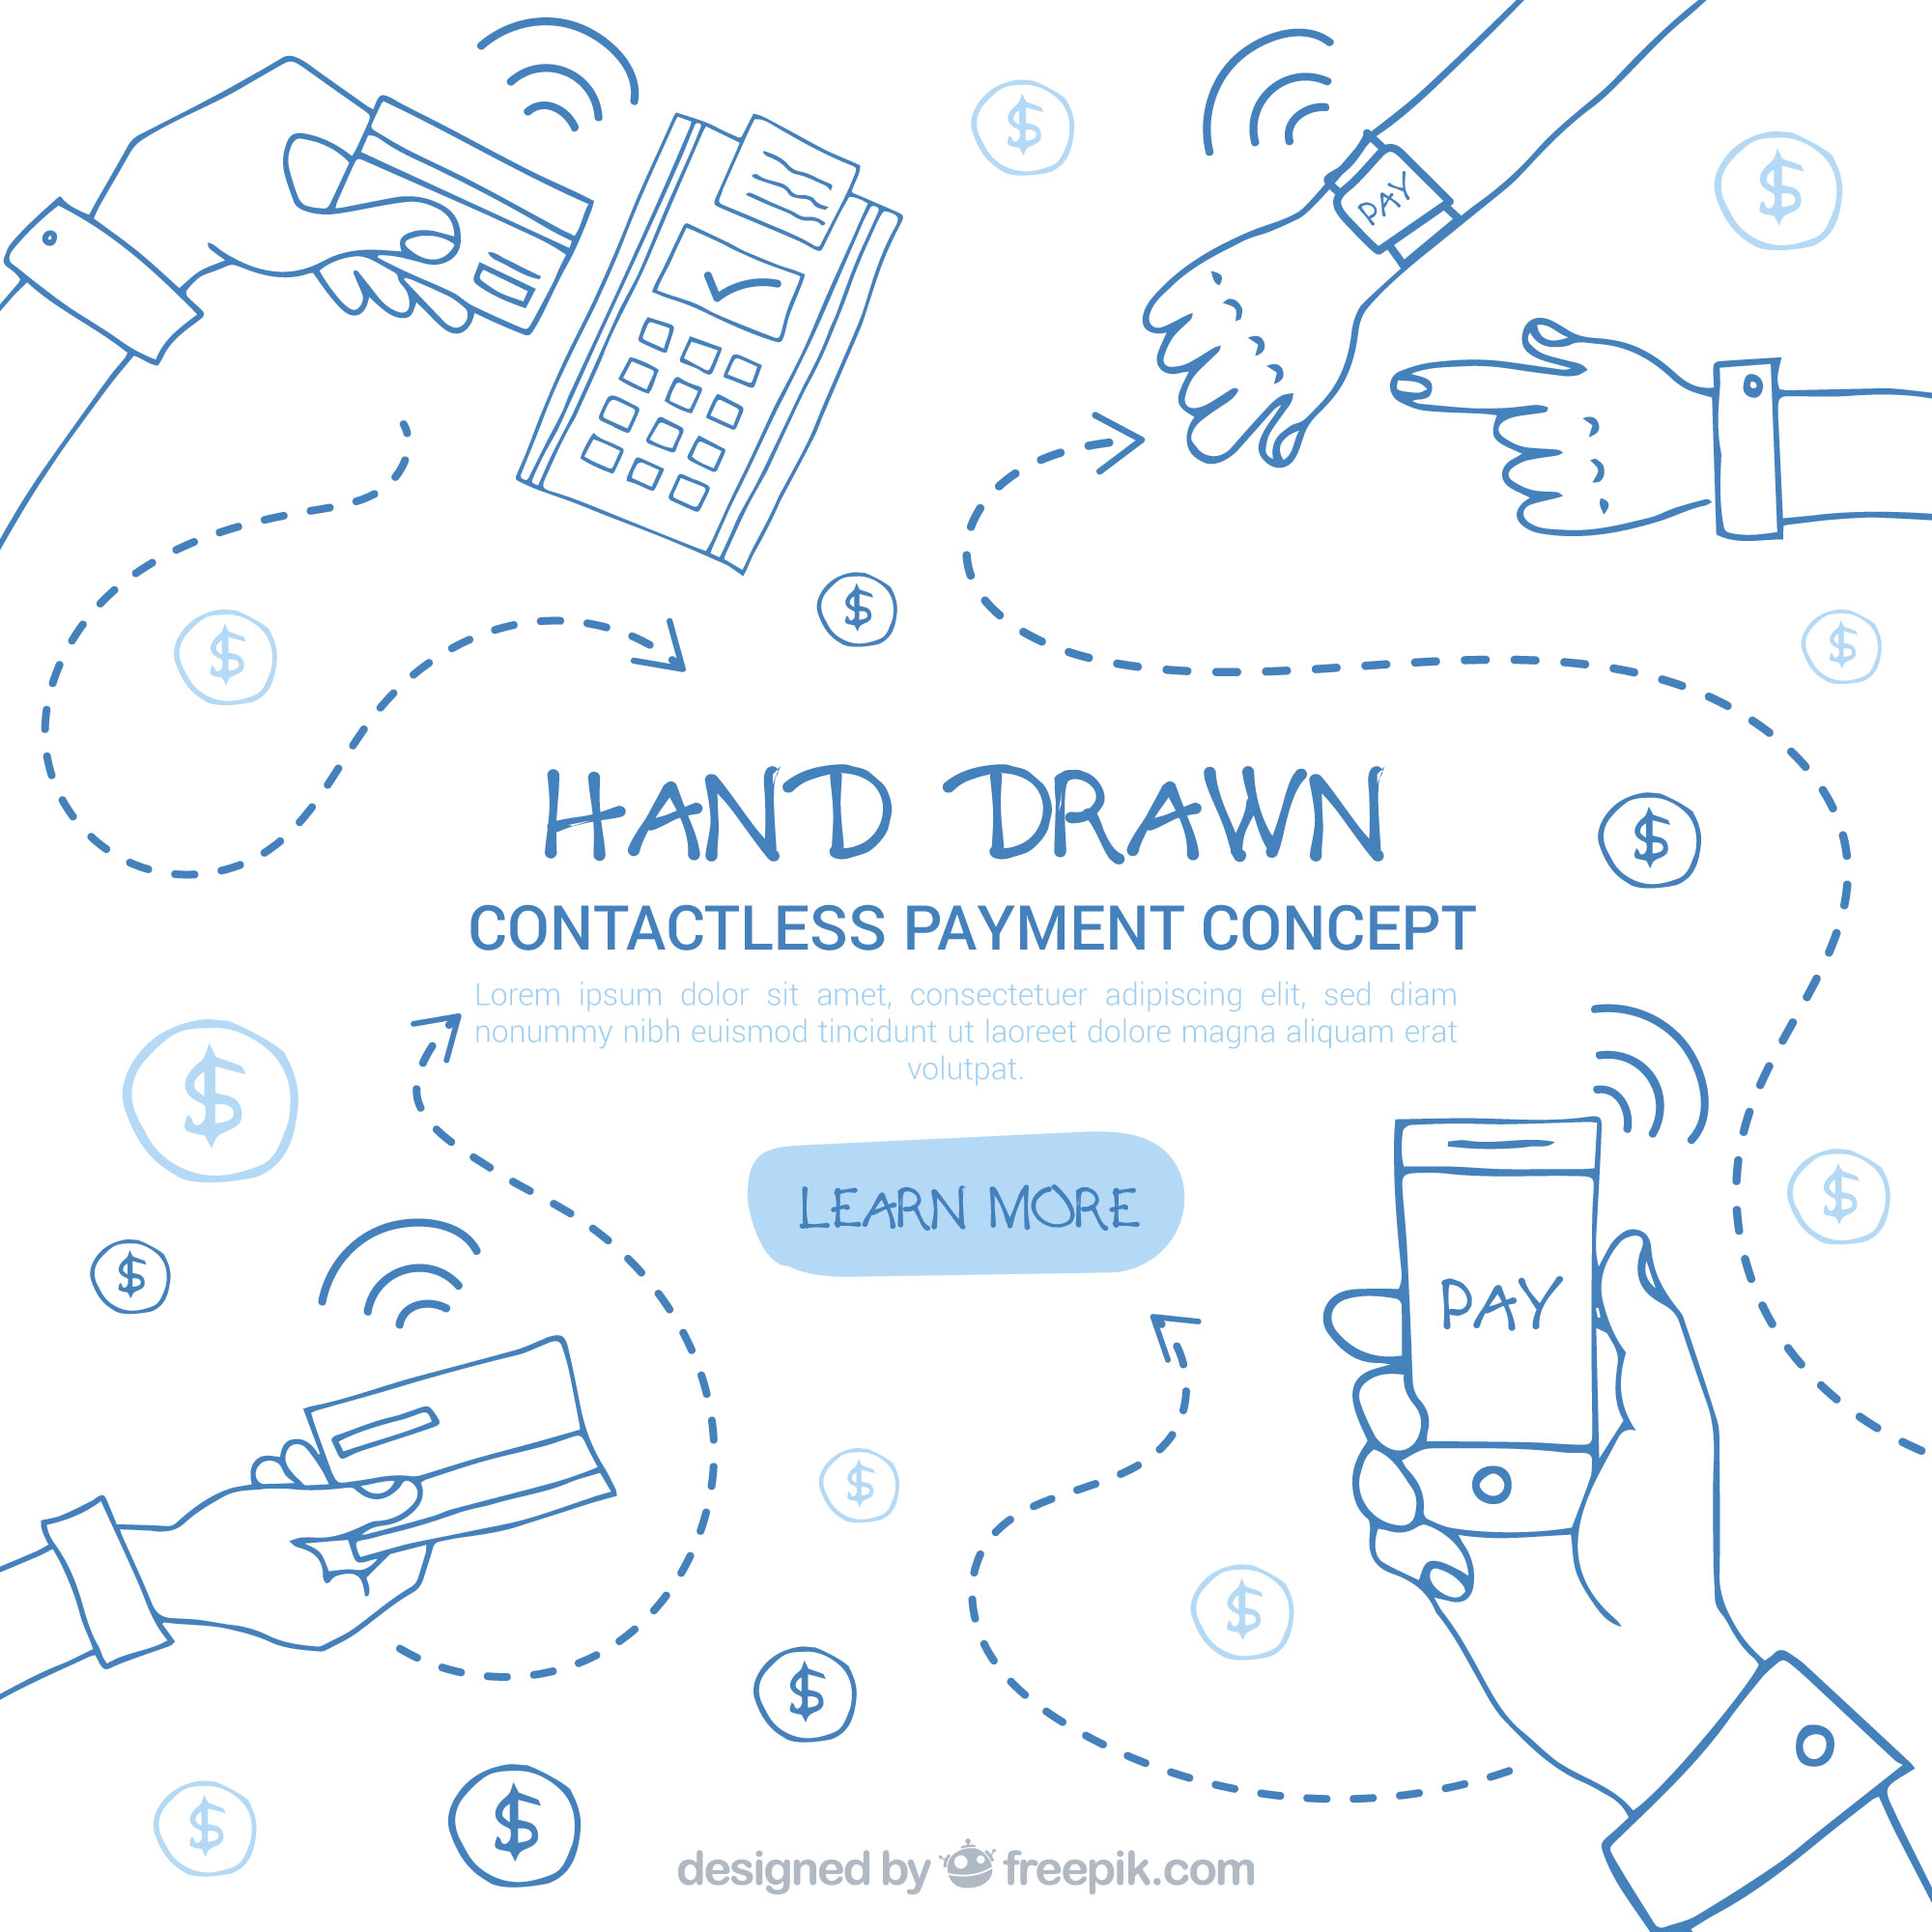 PAY
HAND DRAWN
CONTACTLESS PAYMENT CONCEPT
Lorem ipsum dolor sit amet, consectetuer adipiscing elit, sed diam
nonummy nibh euismod tincidunt ut laoreet dolore magna aliquam erat
volutpat.
LEARN MORE
PAY
designed by freepik.com